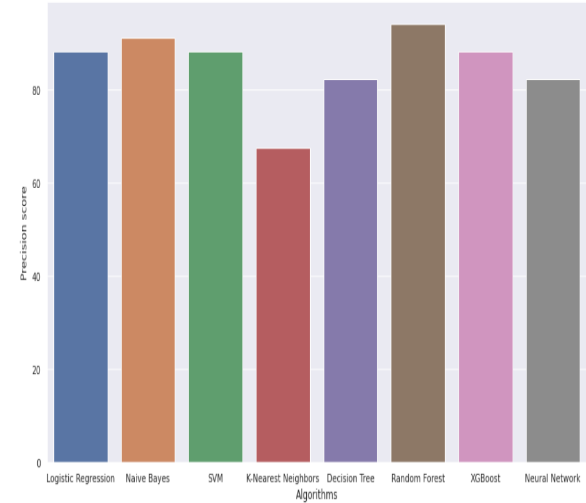 Precision score
80
60
40
20
0
Logistic Regression Naive Bayes SVM K-Nearest Neighbors Decision Tree Random Forest XGBoost Neural Network
Algorithms